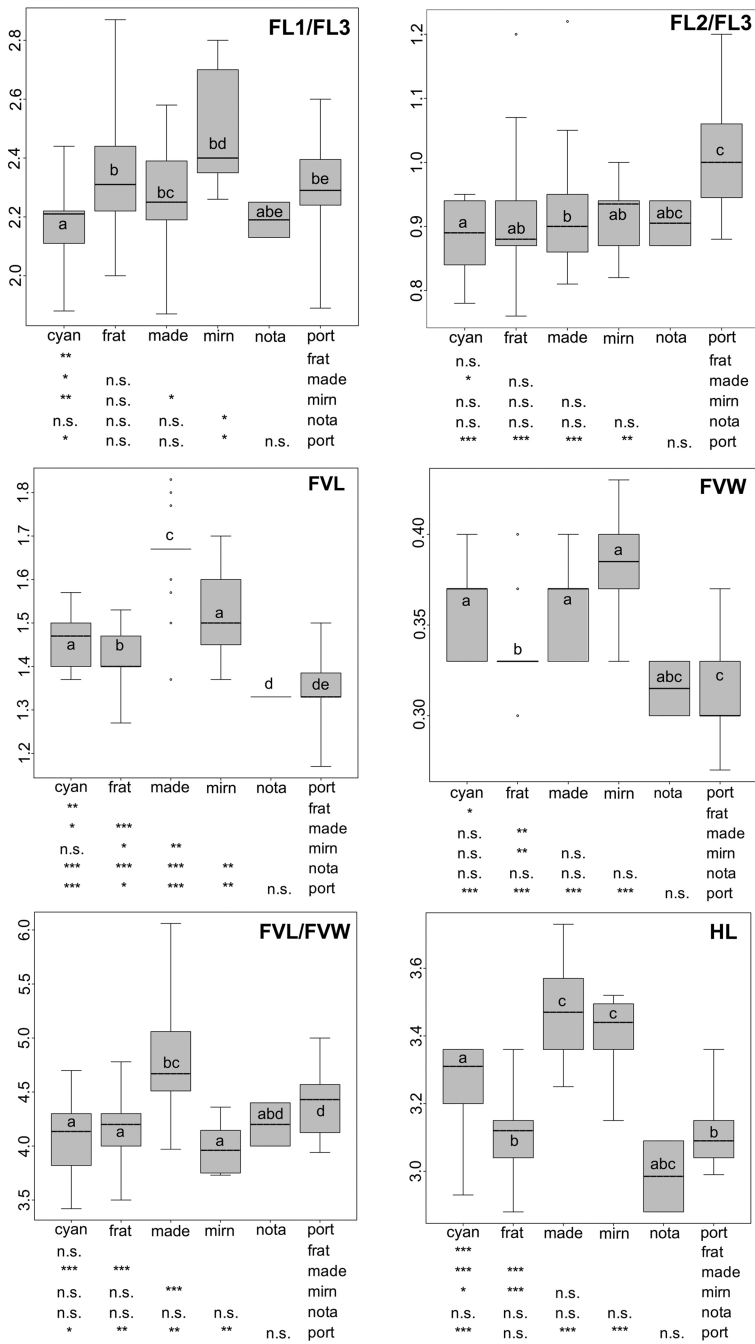 FL1/FL3
2.8
2.6
2.4
2.2
2.0
a
b
bc
bd
abe
be
cyan frat made mirn nota port
** frat
* n.s. made
** n.s. * mirn
n.s. n.s. n.s. * nota
* n.s. n.s. * n.s. port
FL2/FL3
1.2
1.1
1.0
0.9
0.8
a
ab
b
ab
abc
c
cyan frat made mirn nota port
n.s. frat
* n.s. made
n.s. n.s. n.s. mirn
n.s. n.s. n.s. n.s. nota
*** *** *** ** n.s. port
FVL
1.8
1.7
1.6
1.5
1.4
1.3
1.2
a
b
c
a
d
de
cyan frat made mirn nota port
** frat
* *** made
n.s. * ** mirn
*** *** *** ** nota
*** * *** ** n.s. port
FVW
0.40
0.35
0.30
a
b
a
a
abc
c
cyan frat made mirn nota port
* frat
n.s. ** made
n.s. ** n.s. mirn
n.s. n.s. n.s. n.s. nota
*** *** *** *** n.s. port
FVL/FVW
6.0
5.5
5.0
4.5
4.0
3.5
a
a
bc
a
abd
d
cyan frat made mirn nota port
n.s. frat
*** *** made
n.s. n.s. *** mirn
n.s. n.s. n.s. n.s. nota
* ** ** ** n.s. port
HL
3.6
3.4
3.2
3.0
a
b
c
c
abc
b
cyan frat made mirn nota port
*** frat
*** *** made
* *** n.s. mirn
n.s. n.s. n.s. n.s. nota
*** n.s. *** *** n.s. port